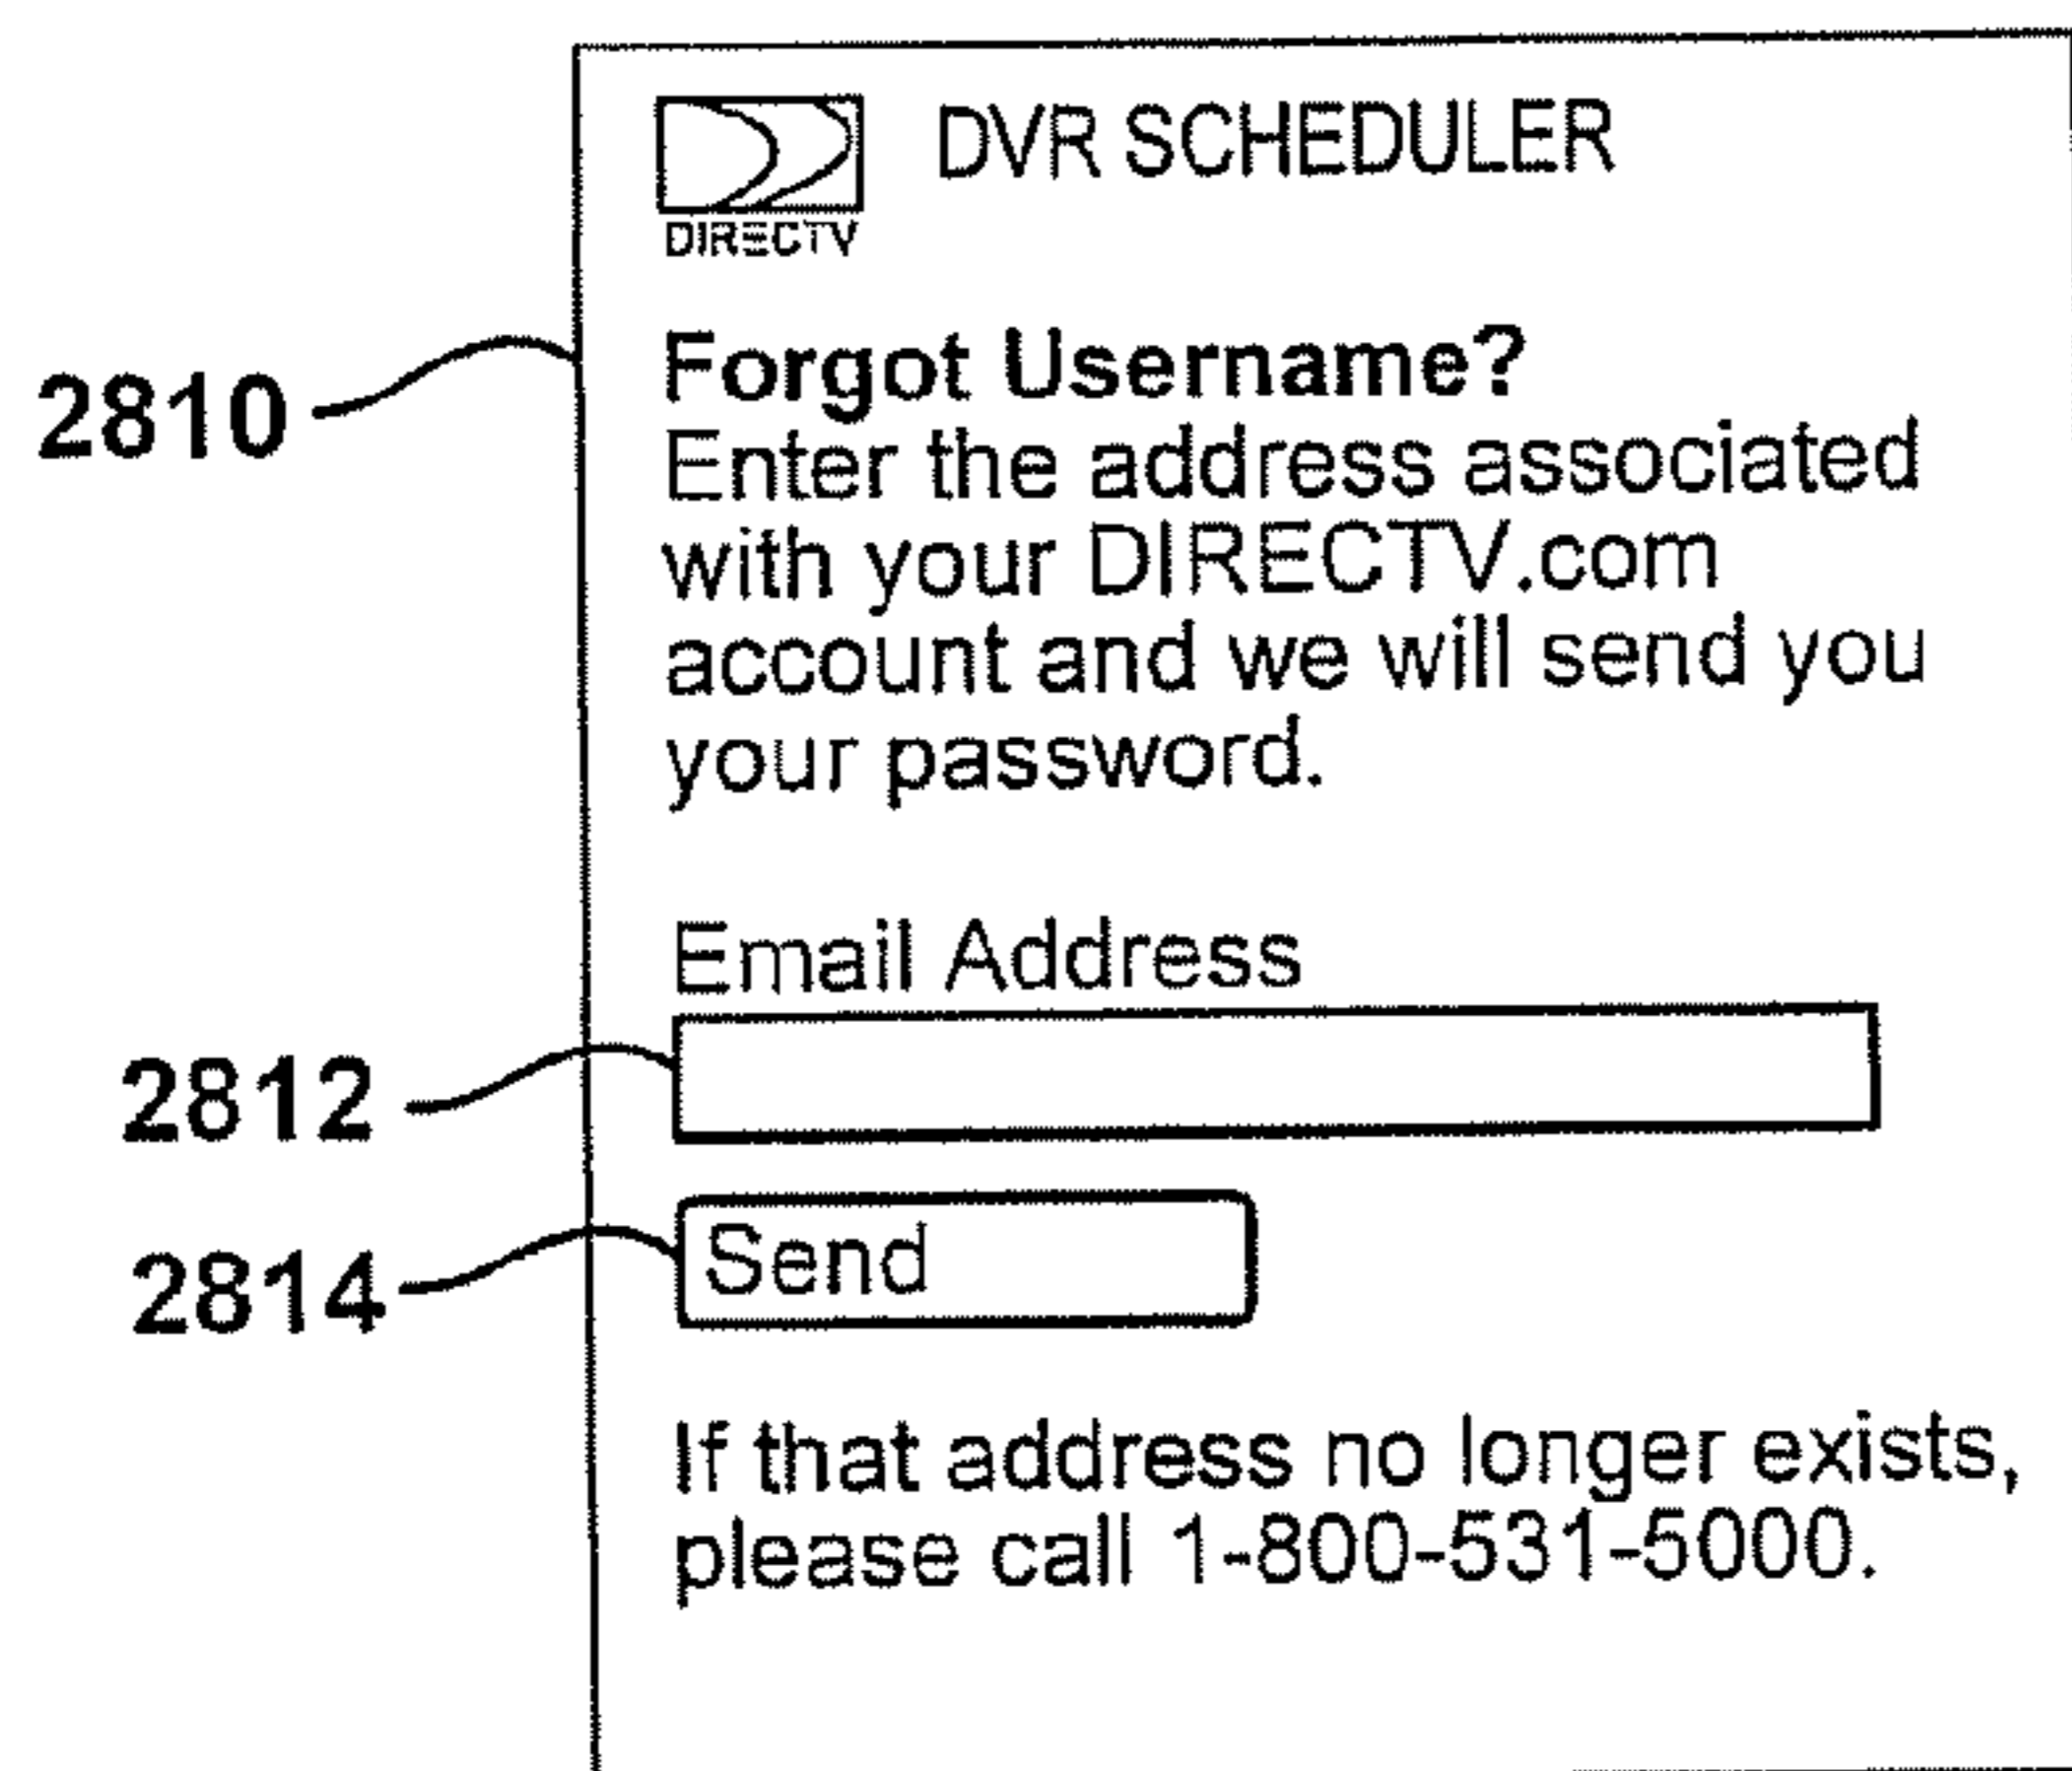 DVR SCHEDULER
DIRECTV
2810
Forgot Username?
Enter the address associated
with your DIRECTV.com
account and we will send you
your password.
Email Address
2812
2814
Send
If that address no longer exists,
please call 1-800-531-5000.